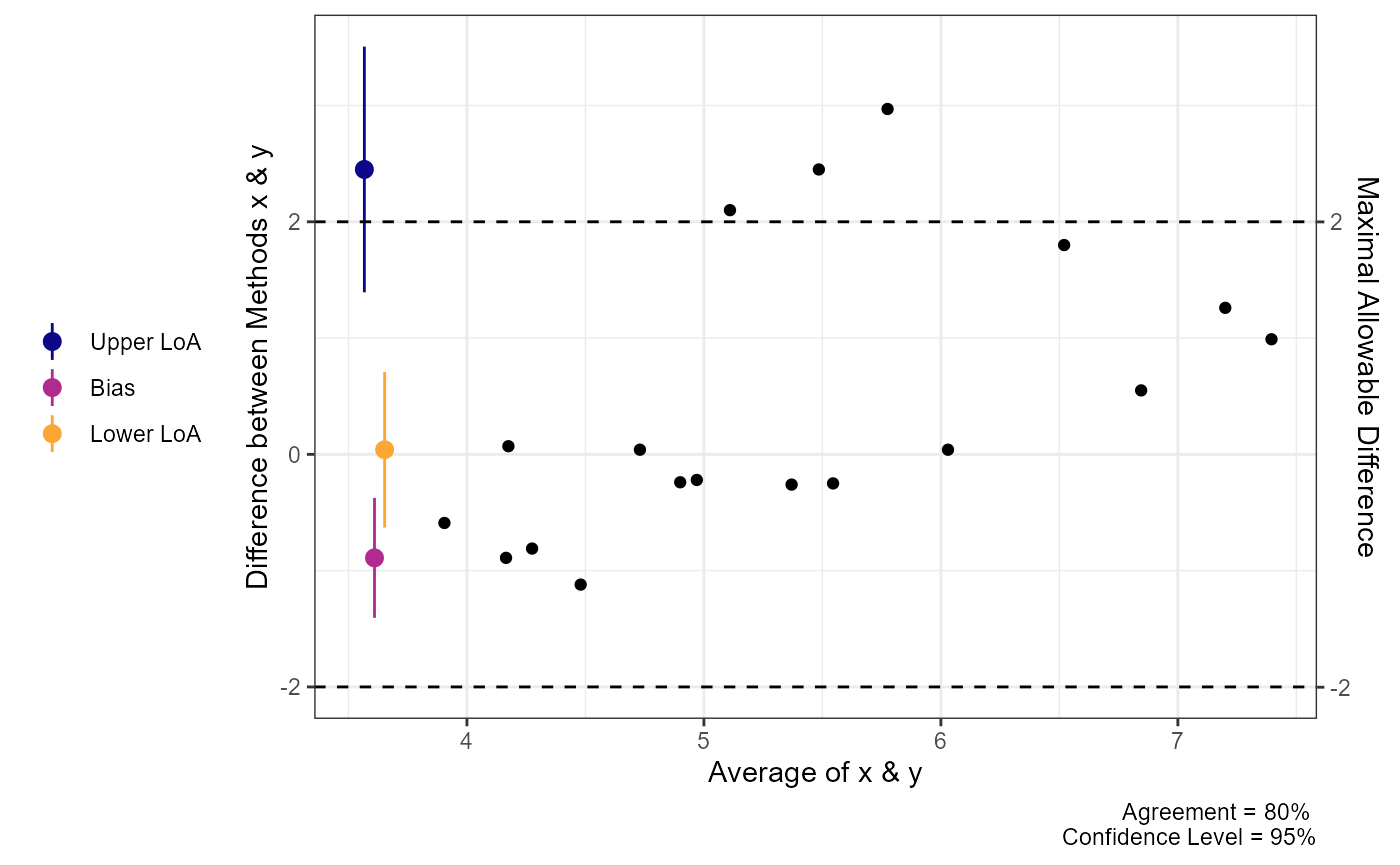 Upper LoA
Bias
Lower LoA
Difference between Methods x & y
2
0
-2
4
5
6
7
Average of x & y
2
-2
Maximal Allowable Difference
Agreement = 80%
Confidence Level = 95%